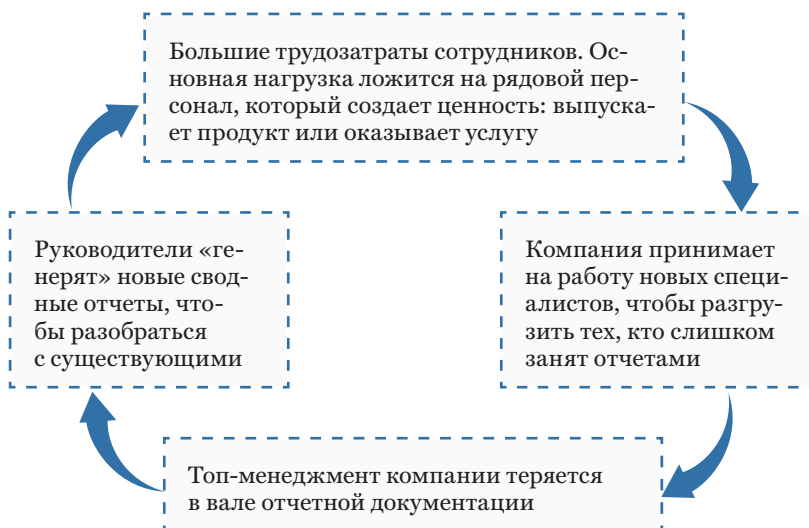 Большие трудозатраты сотрудников. Ос-
новная нагрузка ложится на рядовой пер-
сонал, который создает ценность: выпуска-
ет продукт или оказывает услугу
Руководители «ге-
нерят» новые свод-
ные отчеты, что-
бы разобраться
с существующими
Компания принимает
на работу новых специ-
алистов, чтобы разгру-
зить тех, кто слишком
занят отчетами
Топ-менеджмент компании теряется
в вале отчетной документации